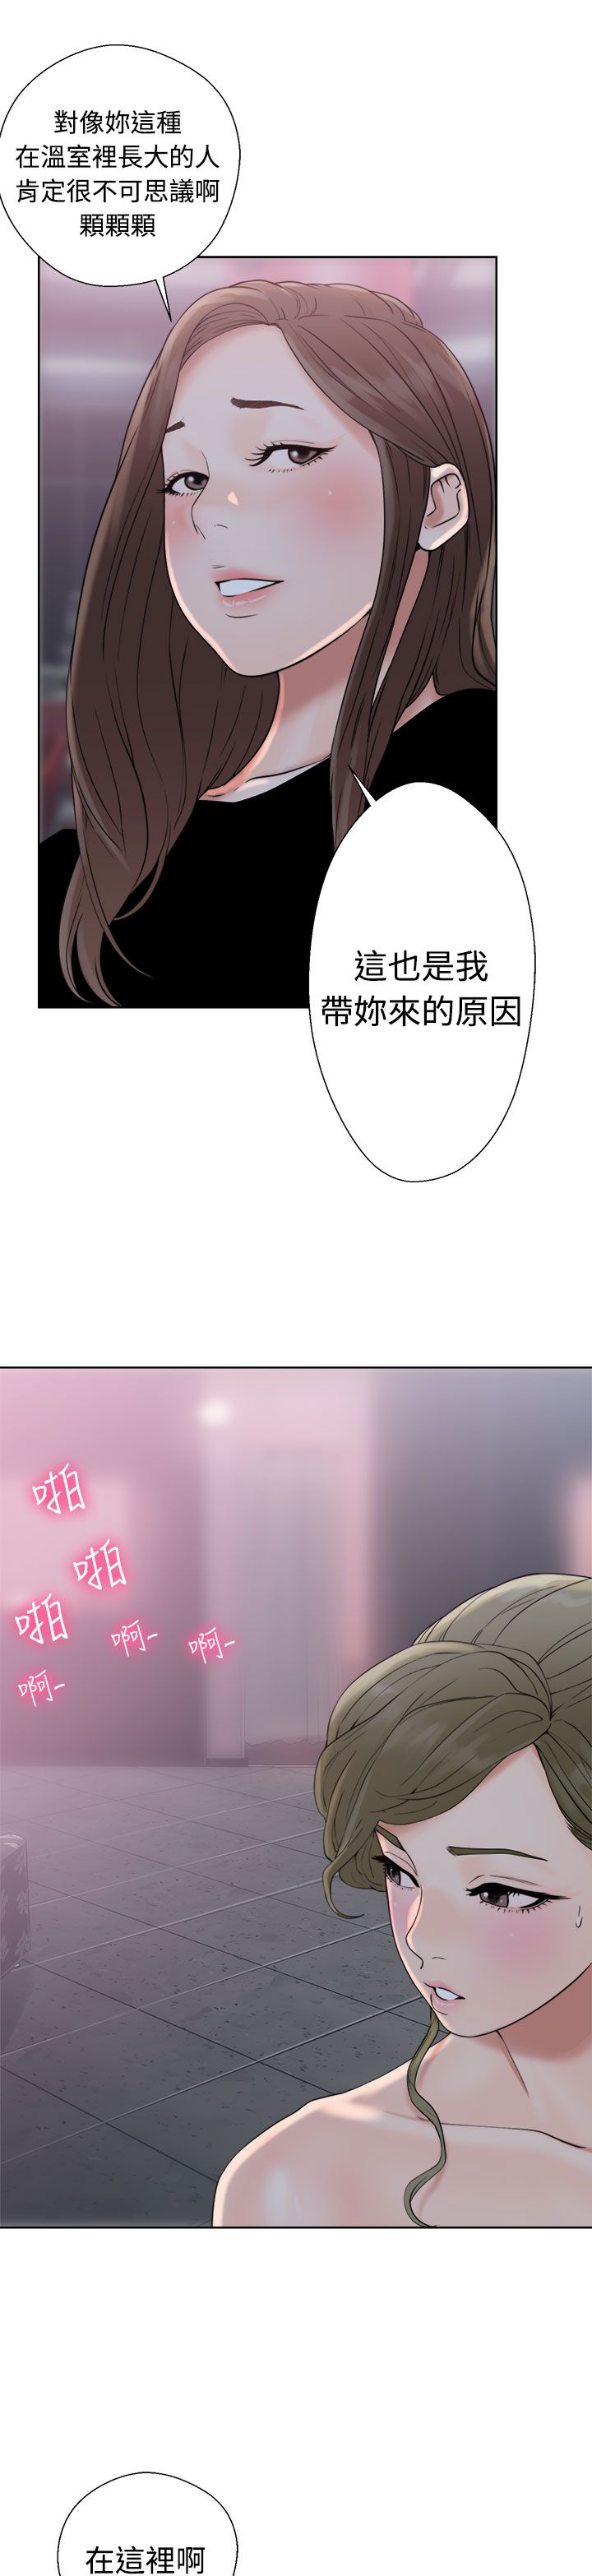 對像妳這種
在溫室裡長大的人
肯定很不可思議啊
顆顆顆
這也是我
帶妳來的原因
啪
啪
啪
啊~
啊~
啊~
在這裡啊